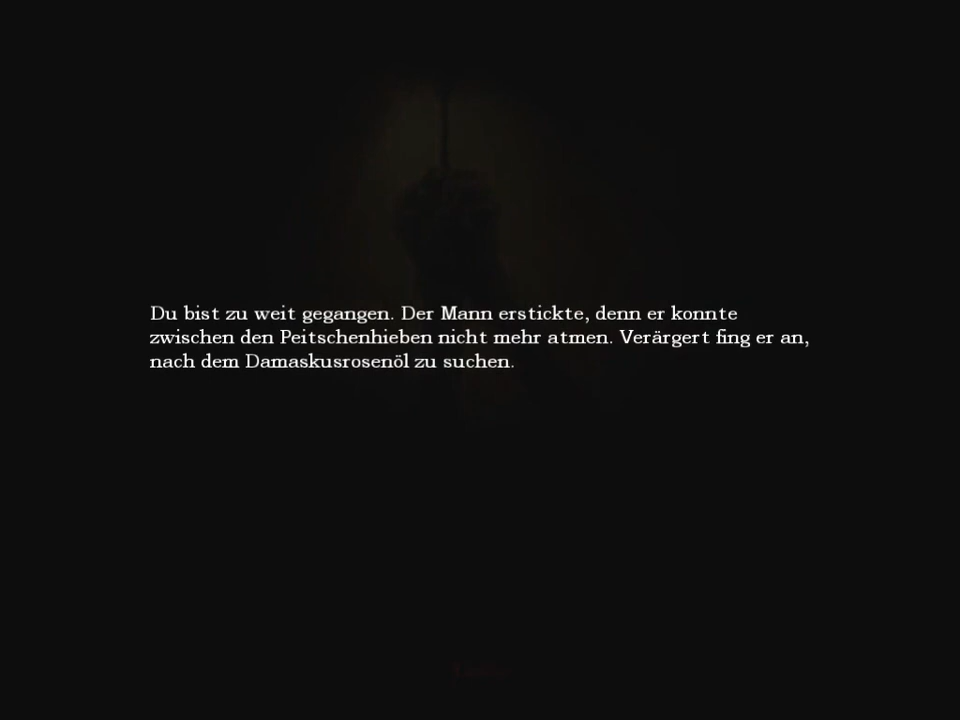 Du bist zu weit gegangen. Der Mann erstickte, denn er konnte
zwischen den Peitschenhieben nicht mehr atmen. Verärgert fing er an,
nach dem Damaskusrosenöl zu suchen.